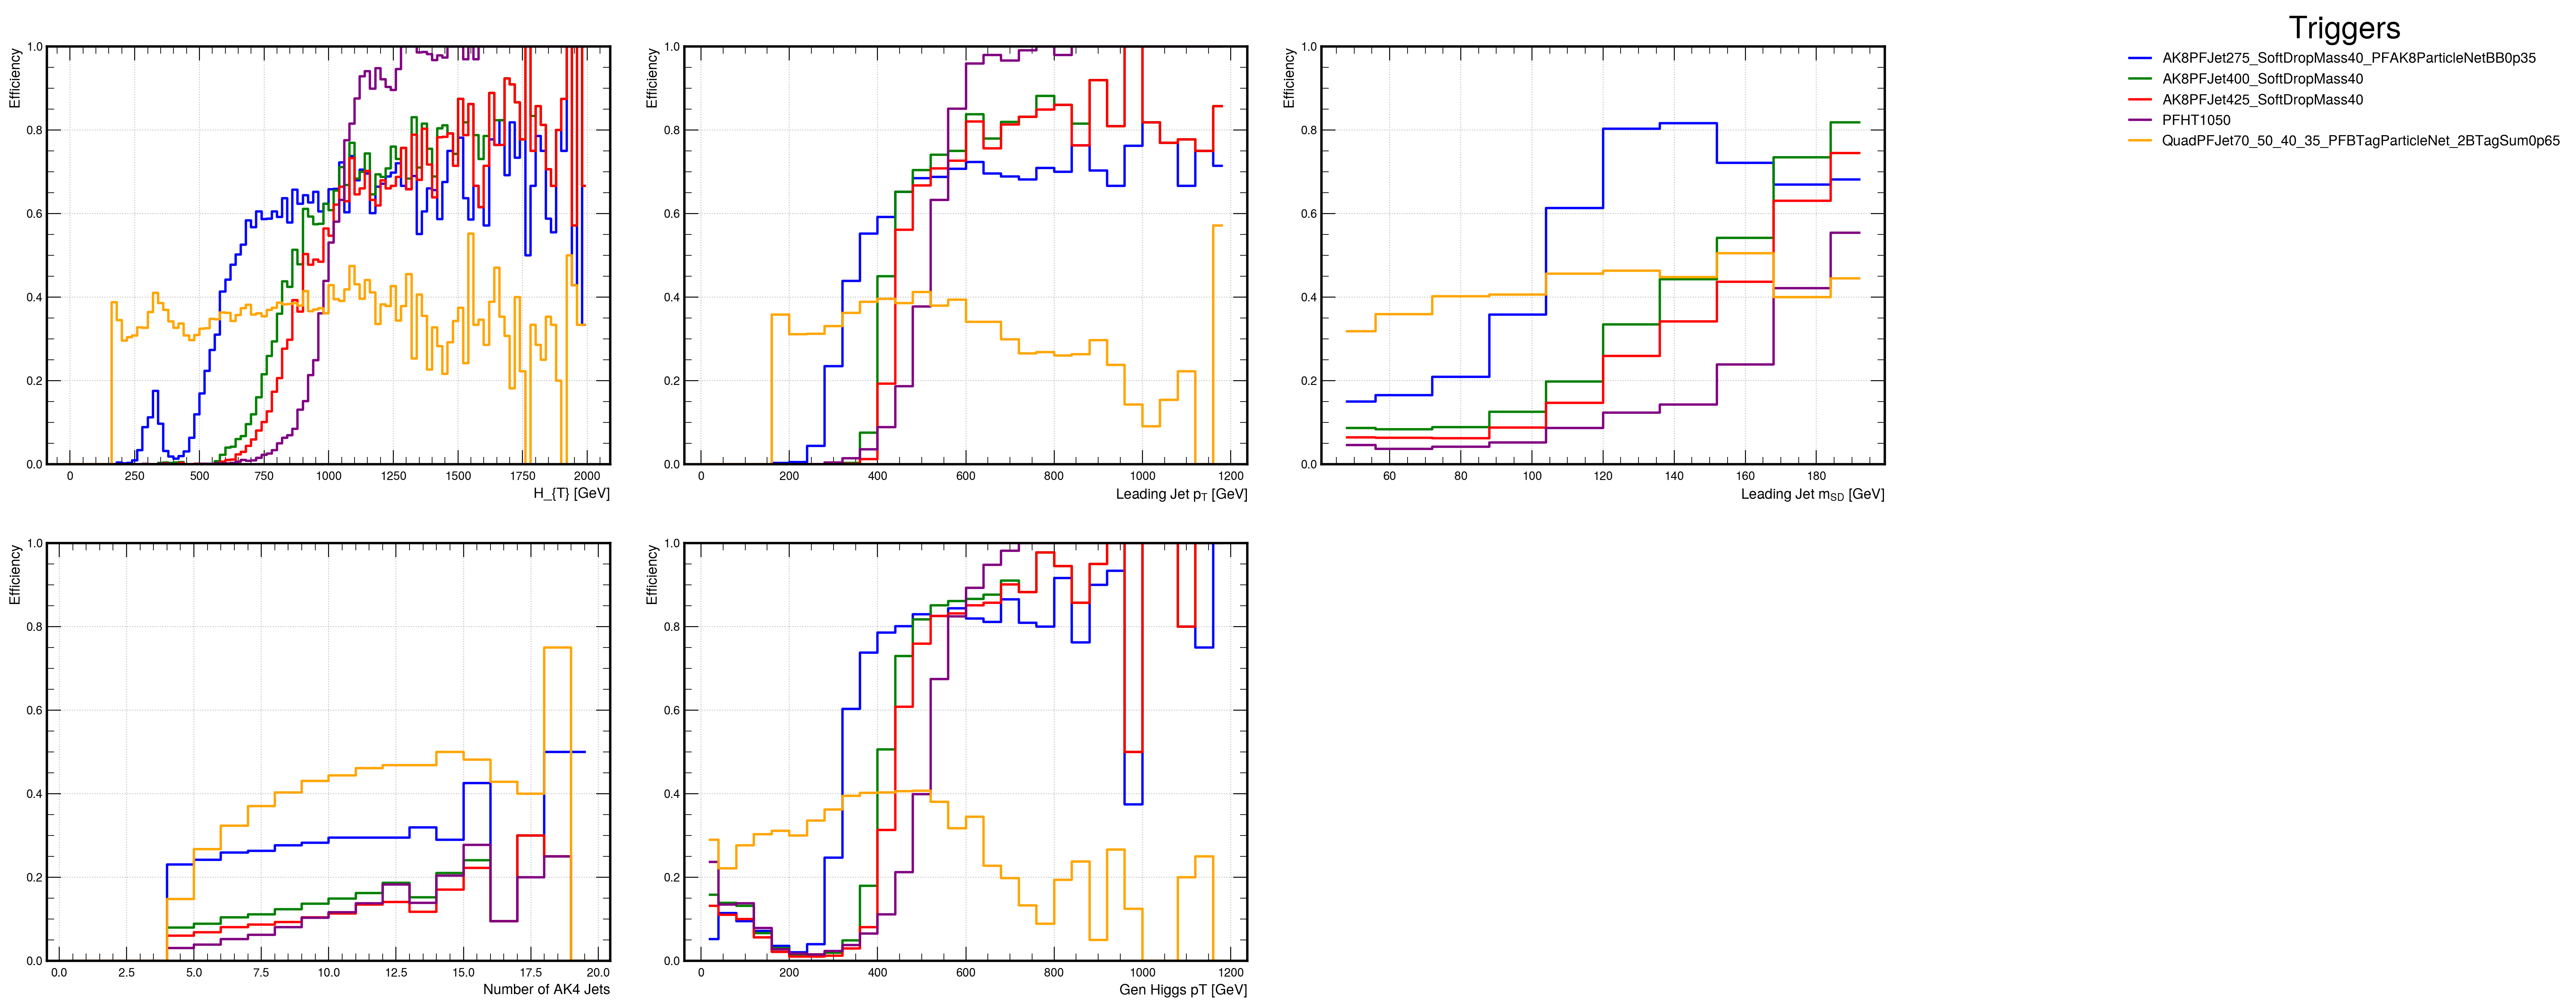 Triggers
AK8PFJet275_SoftDropMass40_PFAK8ParticleNetBB0p35
AK8PFJet400_SoftDropMass40
AK8PFJet425_SoftDropMass40
PFHT1050
QuadPFJet70_50_40_35_PFBTagParticleNet_2BTagSum0p65
Efficiency
1.0
0.8
0.6
0.4
0.2
0.0
0 250 500 750 1000 1250 1500 1750 2000
H_{T} [GeV]
Efficiency
1.0
0.8
0.6
0.4
0.2
0.0
0 200 400 600 800 1000 1200
Leading Jet pT [GeV]
Efficiency
1.0
0.8
0.6
0.4
0.2
0.0
60 80 100 120 140 160 180
Leading Jet mSD [GeV]
Efficiency
1.0
0.8
0.6
0.4
0.2
0.0
0.0 2.5 5.0 7.5 10.0 12.5 15.0 17.5 20.0
Number of AK4 Jets
Efficiency
1.0
0.8
0.6
0.4
0.2
0.0
0 200 400 600 800 1000 1200
Gen Higgs pT [GeV]